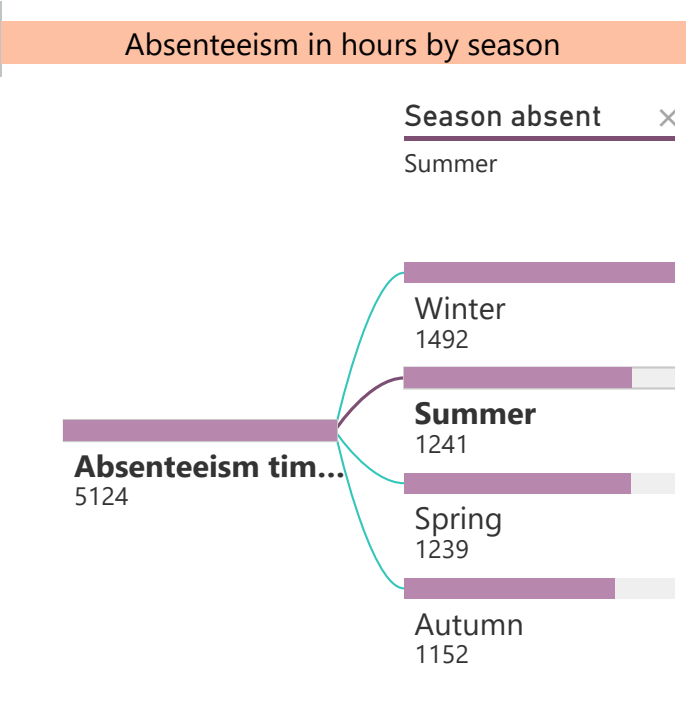 Absenteeism in hours by season
Season absent ×
Summer
Winter
1492
Summer
1241
Absenteeism tim...
5124
Spring
1239
Autumn
1152